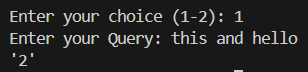 Enter your choice (1-2): 1
Enter your Query: this and hello
'2'